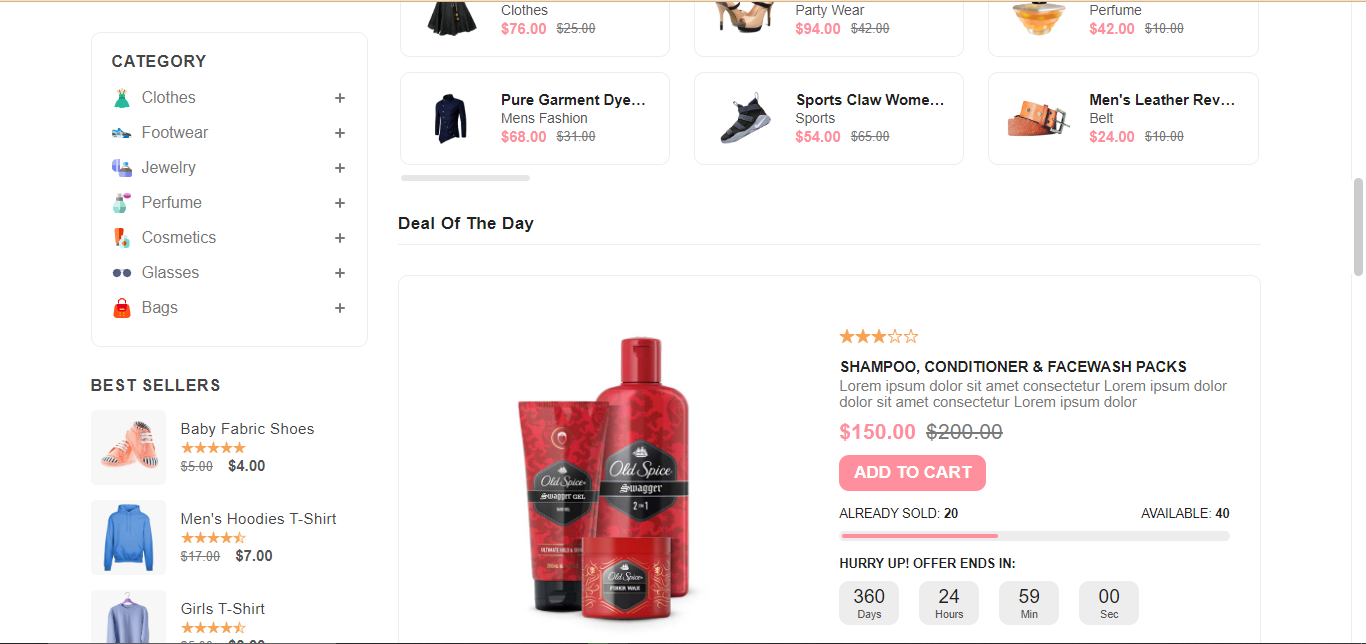 CATEGORY
Clothes
+
Footwear
+
Jewelry
+
Perfume
+
Cosmetics
+
Glasses
+
Bags
+
BEST SELLERS
Baby Fabric Shoes
$5.00 $4.00
Men's Hoodies T-Shirt
$17.00 $7.00
Girls T-Shirt
Clothes
$76.00 $25.00
Party Wear
$94.00 $42.00
Perfume
$42.00 $10.00
Pure Garment Dye...
Mens Fashion
$68.00 $31.00
Sports Claw Wome...
Sports
$54.00 $65.00
Men's Leather Rev...
Belt
$24.00 $10.00
Deal Of The Day
Old Spice
Swagger GEL
HAIR GEL
Old Spice
Swagger
2 IN 1
Old Spice
FIBER WAX
SHAMPOO, CONDITIONER & FACEWASH PACKS
Lorem ipsum dolor sit amet consectetur Lorem ipsum dolor
dolor sit amet consectetur Lorem ipsum dolor
$150.00 $200.00
ADD TO CART
ALREADY SOLD: 20
AVAILABLE: 40
HURRY UP! OFFER ENDS IN:
360
Days
24
Hours
59
Min
00
Sec